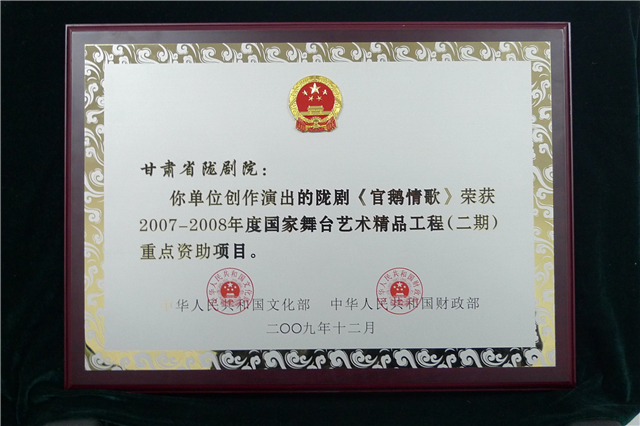 甘肃省陇剧院：
你单位创作演出的陇剧《官鹅情歌》荣获
2007-2008年度国家舞台艺术精品工程(二期)
重点资助项目。
中华人民共和国文化部 中华人民共和国财政部
二〇〇九年十二月